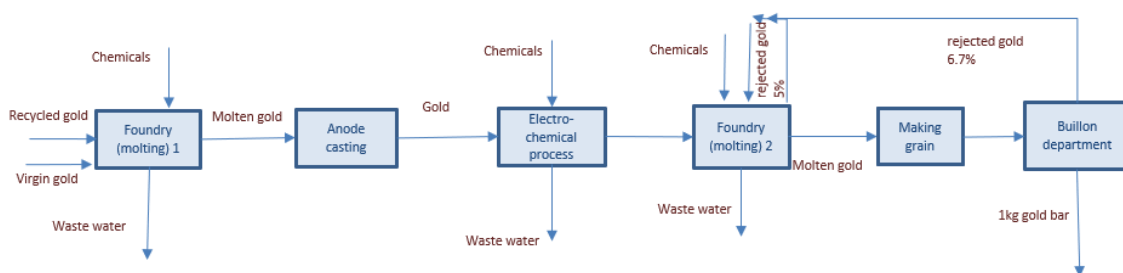 Chemicals
Chemicals
Chemicals
rejected gold
5%
rejected gold
6.7%
Recycled gold
Foundry
(molting) 1
Molten gold
Anode
casting
Gold
Electro-
chemical
process
Foundry
(molting) 2
Molten gold
Making
grain
Buillon
department
Virgin gold
Waste water
Waste water
Waste water
1kg gold bar